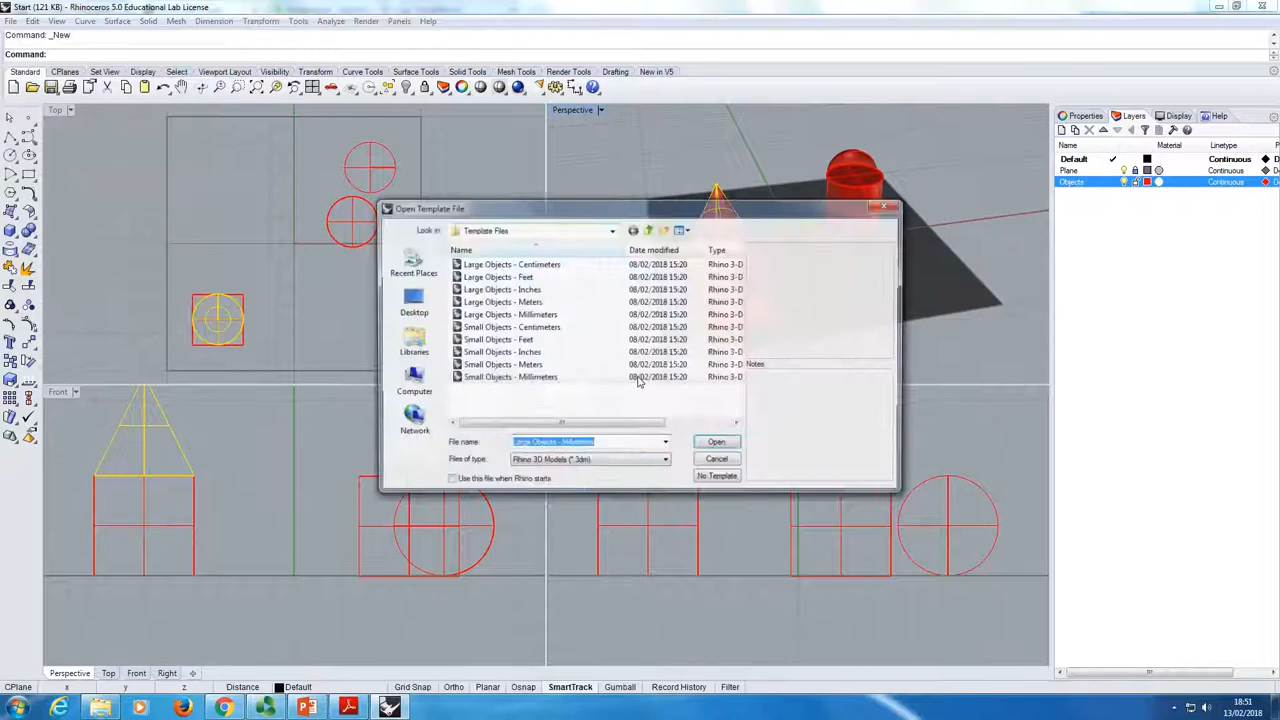 Start (121 KB) - Rhinoceros 5.0 Educational Lab License
File Edit View Curve Surface Solid Mesh Dimension Transform Tools Analyze Render Panels Help
Command: _New
Command:
Standard CPlanes Set View Display Select Viewport Layout Visibility Transform Curve Tools Surface Tools Solid Tools Mesh Tools Render Tools Drafting New in V5
Top
Perspective
Properties Layers Display Help
Name Material Linetype P
Default Continuous
Plane Continuous
Objects Continuous
Open Template File
Look in: Template Files
Name Date modified Type
Large Objects - Centimeters 08/02/2018 15:20 Rhino 3-D
Large Objects - Feet 08/02/2018 15:20 Rhino 3-D
Large Objects - Inches 08/02/2018 15:20 Rhino 3-D
Large Objects - Meters 08/02/2018 15:20 Rhino 3-D
Large Objects - Millimeters 08/02/2018 15:20 Rhino 3-D
Small Objects - Centimeters 08/02/2018 15:20 Rhino 3-D
Small Objects - Feet 08/02/2018 15:20 Rhino 3-D
Small Objects - Inches 08/02/2018 15:20 Rhino 3-D
Small Objects - Meters 08/02/2018 15:20 Rhino 3-D
Small Objects - Millimeters 08/02/2018 15:20 Rhino 3-D
Recent Places
Desktop
Libraries
Computer
Network
Notes
File name: Large Objects - Millimeters Open
Files of type: Rhino 3D Models (*.3dm) Cancel
Use this file when Rhino starts No Template
Front
Perspective Top Front Right
CPlane x y z Distance Default Grid Snap Ortho Planar Osnap SmartTrack Gumball Record History Filter
18:51
13/02/2018